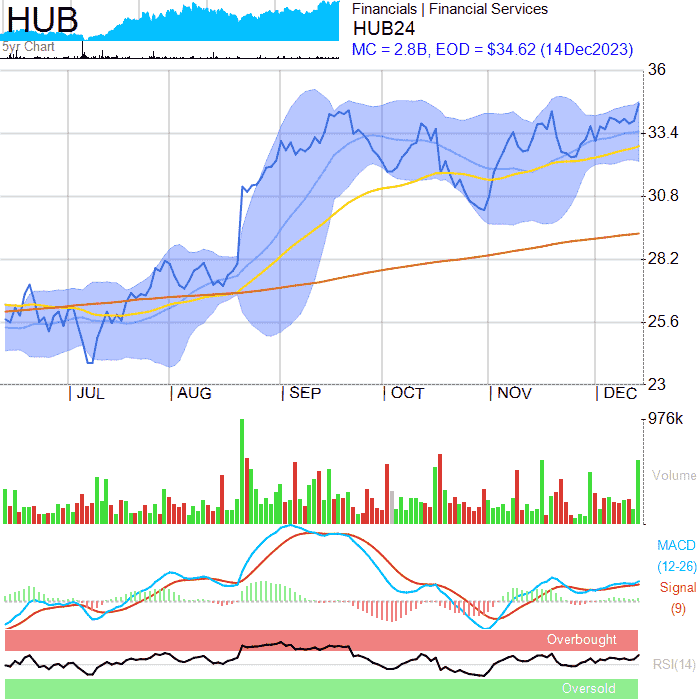 HUB
5yr Chart
Financials | Financial Services
HUB24
MC = 2.8B, EOD = $34.62 (14Dec2023)
36
33.4
30.8
28.2
25.6
23
| JUL | AUG | SEP | OCT | NOV | DEC
976k
Volume
MACD
(12-26)
Signal
(9)
Overbought
RSI(14)
Oversold